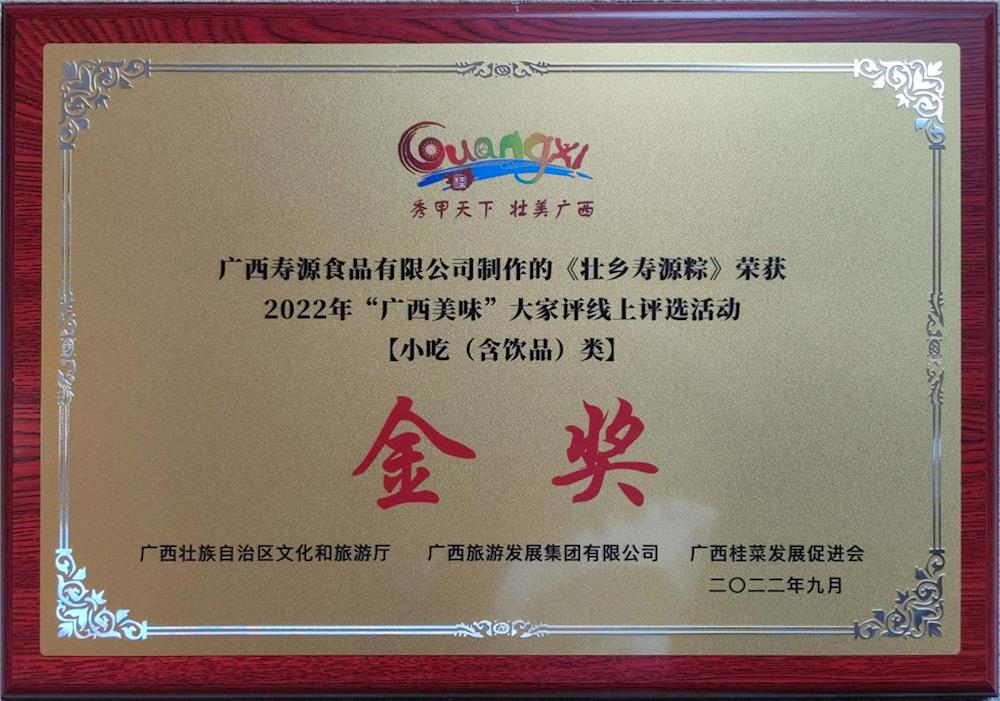 Guangxi
秀甲天下 壮美广西
广西寿源食品有限公司制作的《壮乡寿源粽》荣获
2022年“广西美味”大家评线上评选活动
【小吃（含饮品）类】
金 奖
广西壮族自治区文化和旅游厅 广西旅游发展集团有限公司 广西桂菜发展促进会
二〇二二年九月